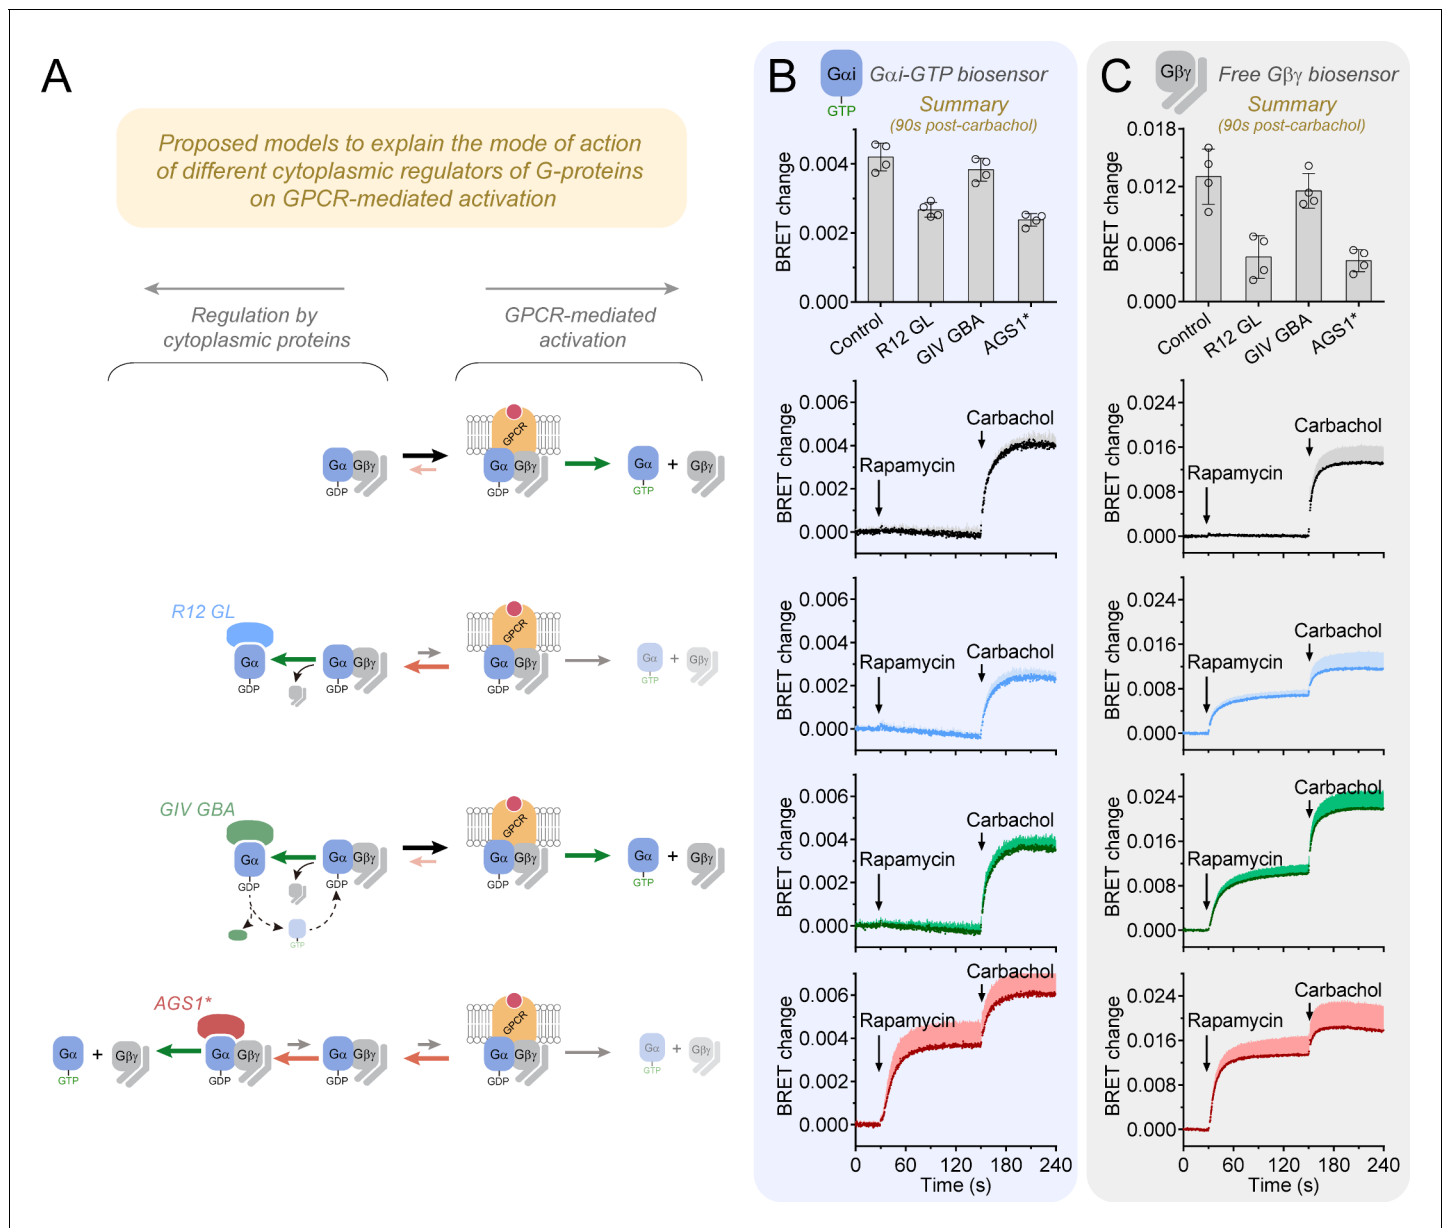 A
Proposed models to explain the mode of action
of different cytoplasmic regulators of G-proteins
on GPCR-mediated activation
Regulation by
cytoplasmic proteins
GPCR-mediated
activation
Gα Gβγ
GDP
GPCR
Gα Gβγ
GDP
Gα + Gβγ
GTP
R12 GL
Gα
GDP
Gα Gβγ
GDP
GPCR
Gα Gβγ
GDP
Gα + Gβγ
GTP
GIV GBA
Gα
GDP
GTP
Gα Gβγ
GDP
GPCR
Gα Gβγ
GDP
Gα + Gβγ
GTP
AGS1*
Gα + Gβγ
GTP
Gα Gβγ
GDP
Gα Gβγ
GDP
GPCR
Gα Gβγ
GDP
Gα + Gβγ
GTP
B
Gαi
GTP
Gαi-GTP biosensor
Summary
(90s post-carbachol)
BRET change
0.004
0.002
0.000
Control
R12 GL
GIV GBA
AGS1*
BRET change
0.006
0.004
0.002
0.000
Rapamycin
Carbachol
BRET change
0.006
0.004
0.002
0.000
Rapamycin
Carbachol
BRET change
0.006
0.004
0.002
0.000
Rapamycin
Carbachol
BRET change
0.006
0.004
0.002
0.000
Rapamycin
Carbachol
0 60 120 180 240
Time (s)
C
Gβγ
Free Gβγ biosensor
Summary
(90s post-carbachol)
BRET change
0.018
0.012
0.006
0.000
Control
R12 GL
GIV GBA
AGS1*
BRET change
0.024
0.016
0.008
0.000
Rapamycin
Carbachol
BRET change
0.024
0.016
0.008
0.000
Rapamycin
Carbachol
BRET change
0.024
0.016
0.008
0.000
Rapamycin
Carbachol
BRET change
0.024
0.016
0.008
0.000
Rapamycin
Carbachol
0 60 120 180 240
Time (s)